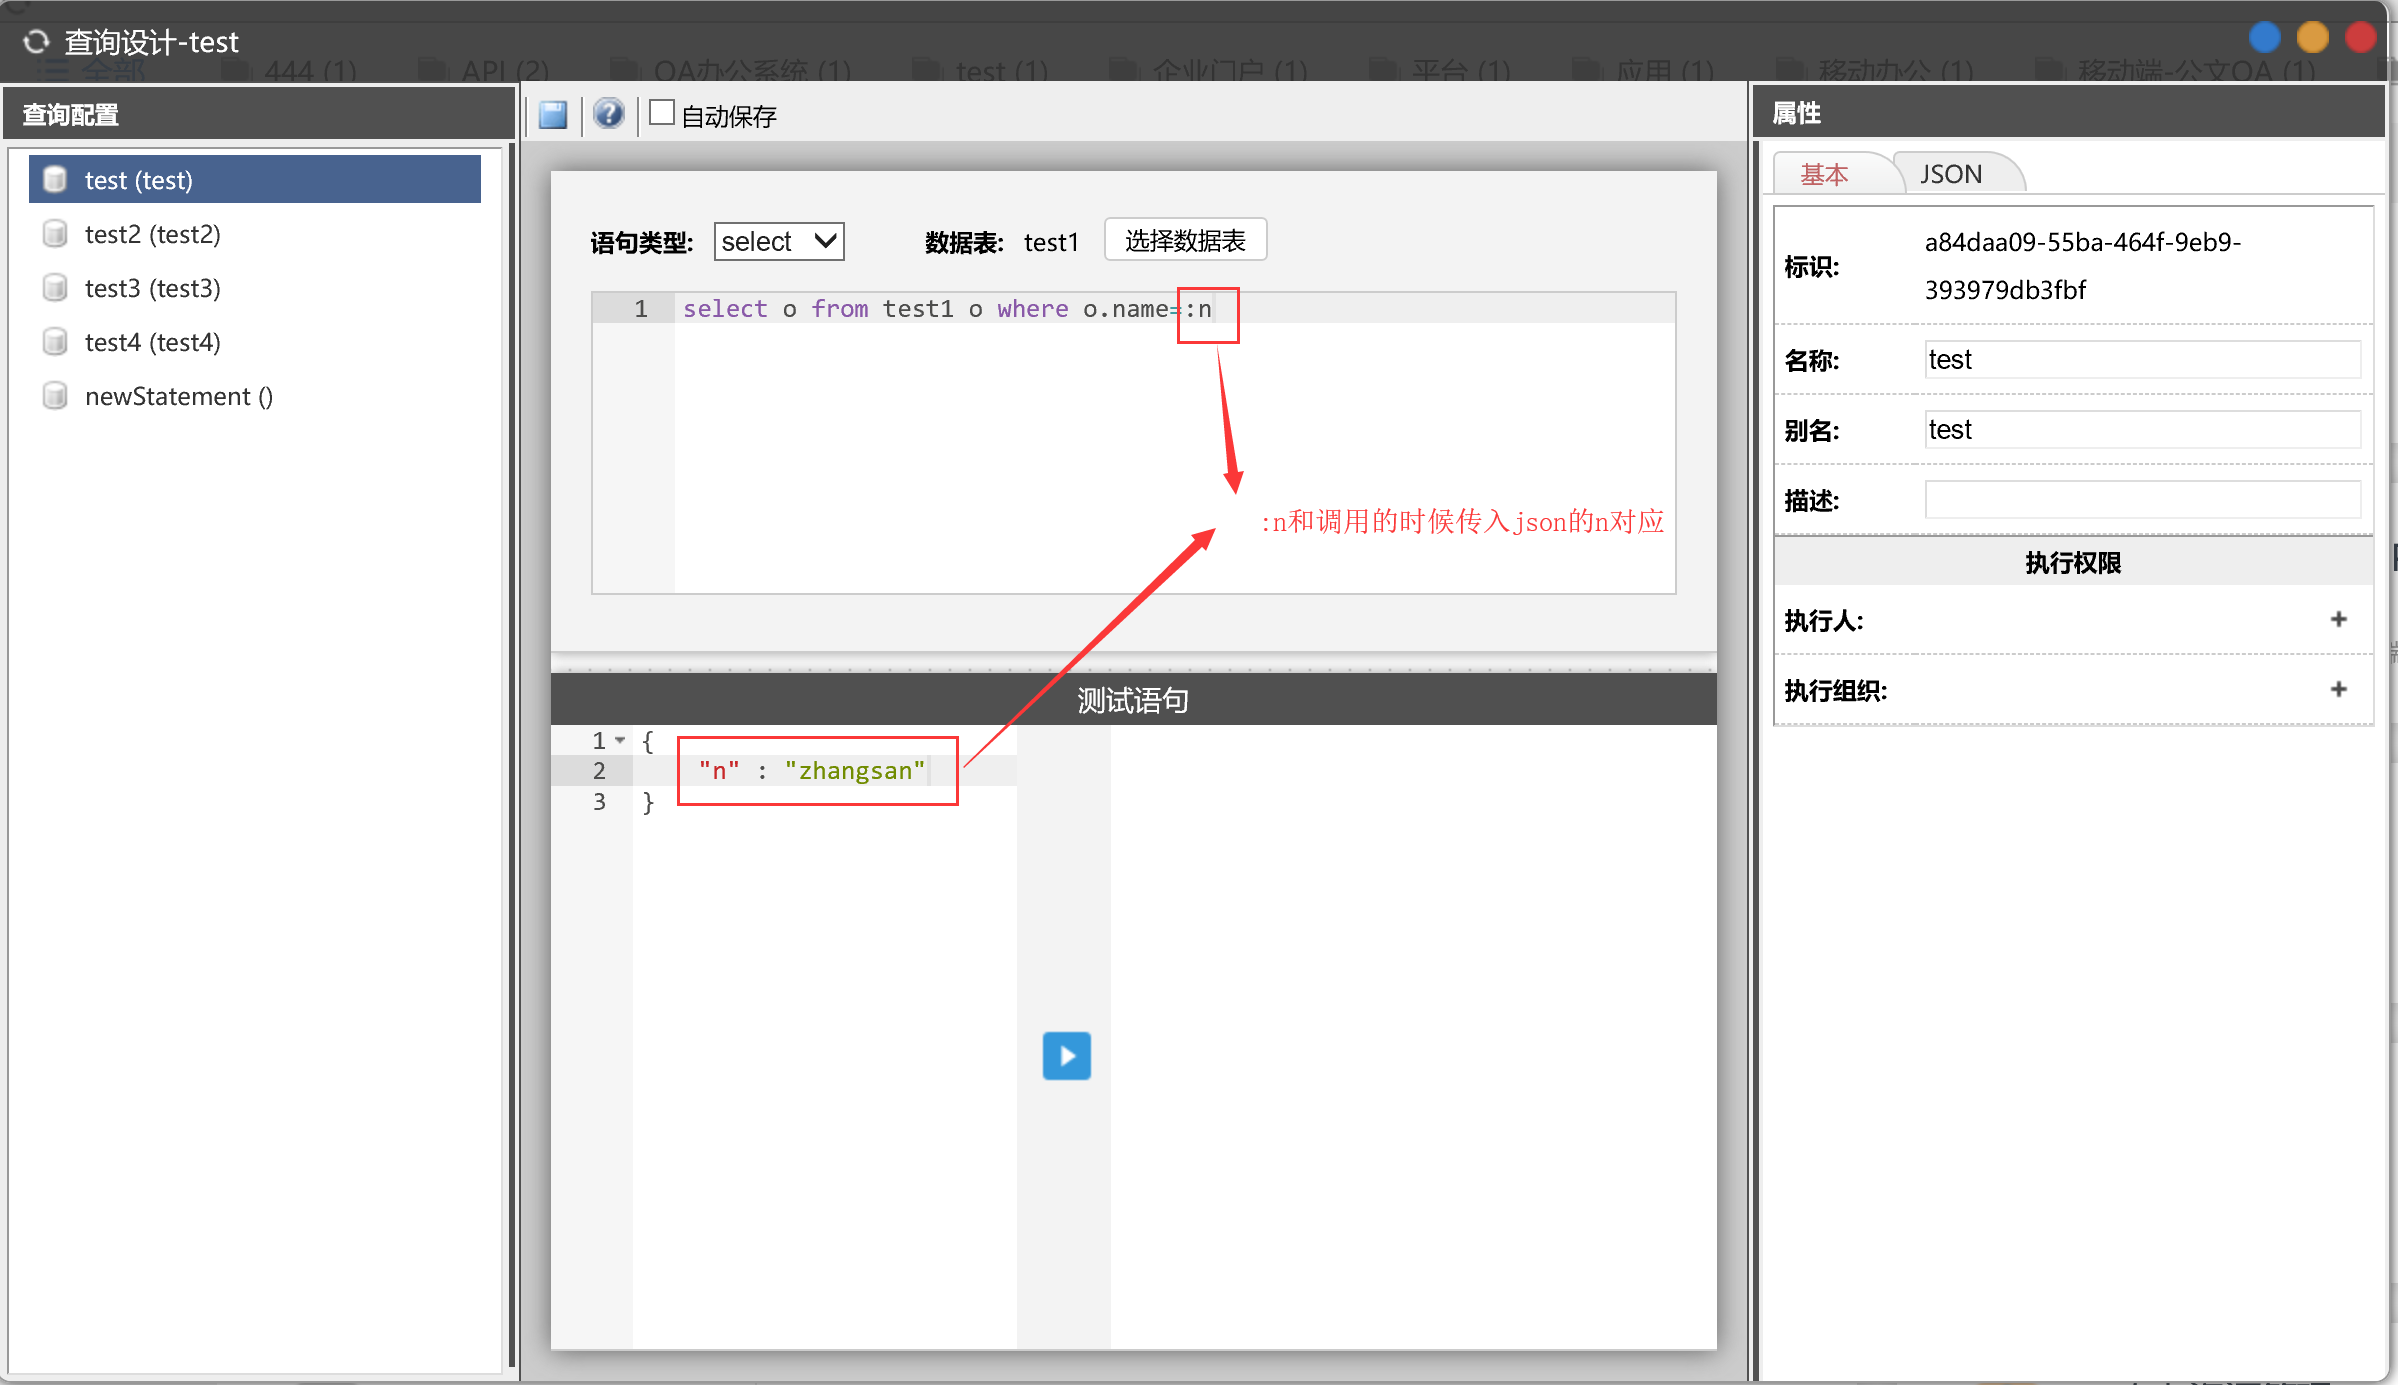 查询设计-test
全部 444 (1) API (2) OA办公系统 (1) test (1) 企业门户 (1) 平台 (1) 应用 (1) 移动办公 (1) 移动端-公文OA (1)
查询配置
test (test)
test2 (test2)
test3 (test3)
test4 (test4)
newStatement ()
自动保存
语句类型: select 数据表: test1 选择数据表
1 select o from test1 o where o.name=:n
:n和调用的时候传入json的n对应
测试语句
1 {
2 "n" : "zhangsan"
3 }
属性
基本 JSON
标识: a84daa09-55ba-464f-9eb9-
393979db3fbf
名称: test
别名: test
描述:
执行权限
执行人: +
执行组织: +